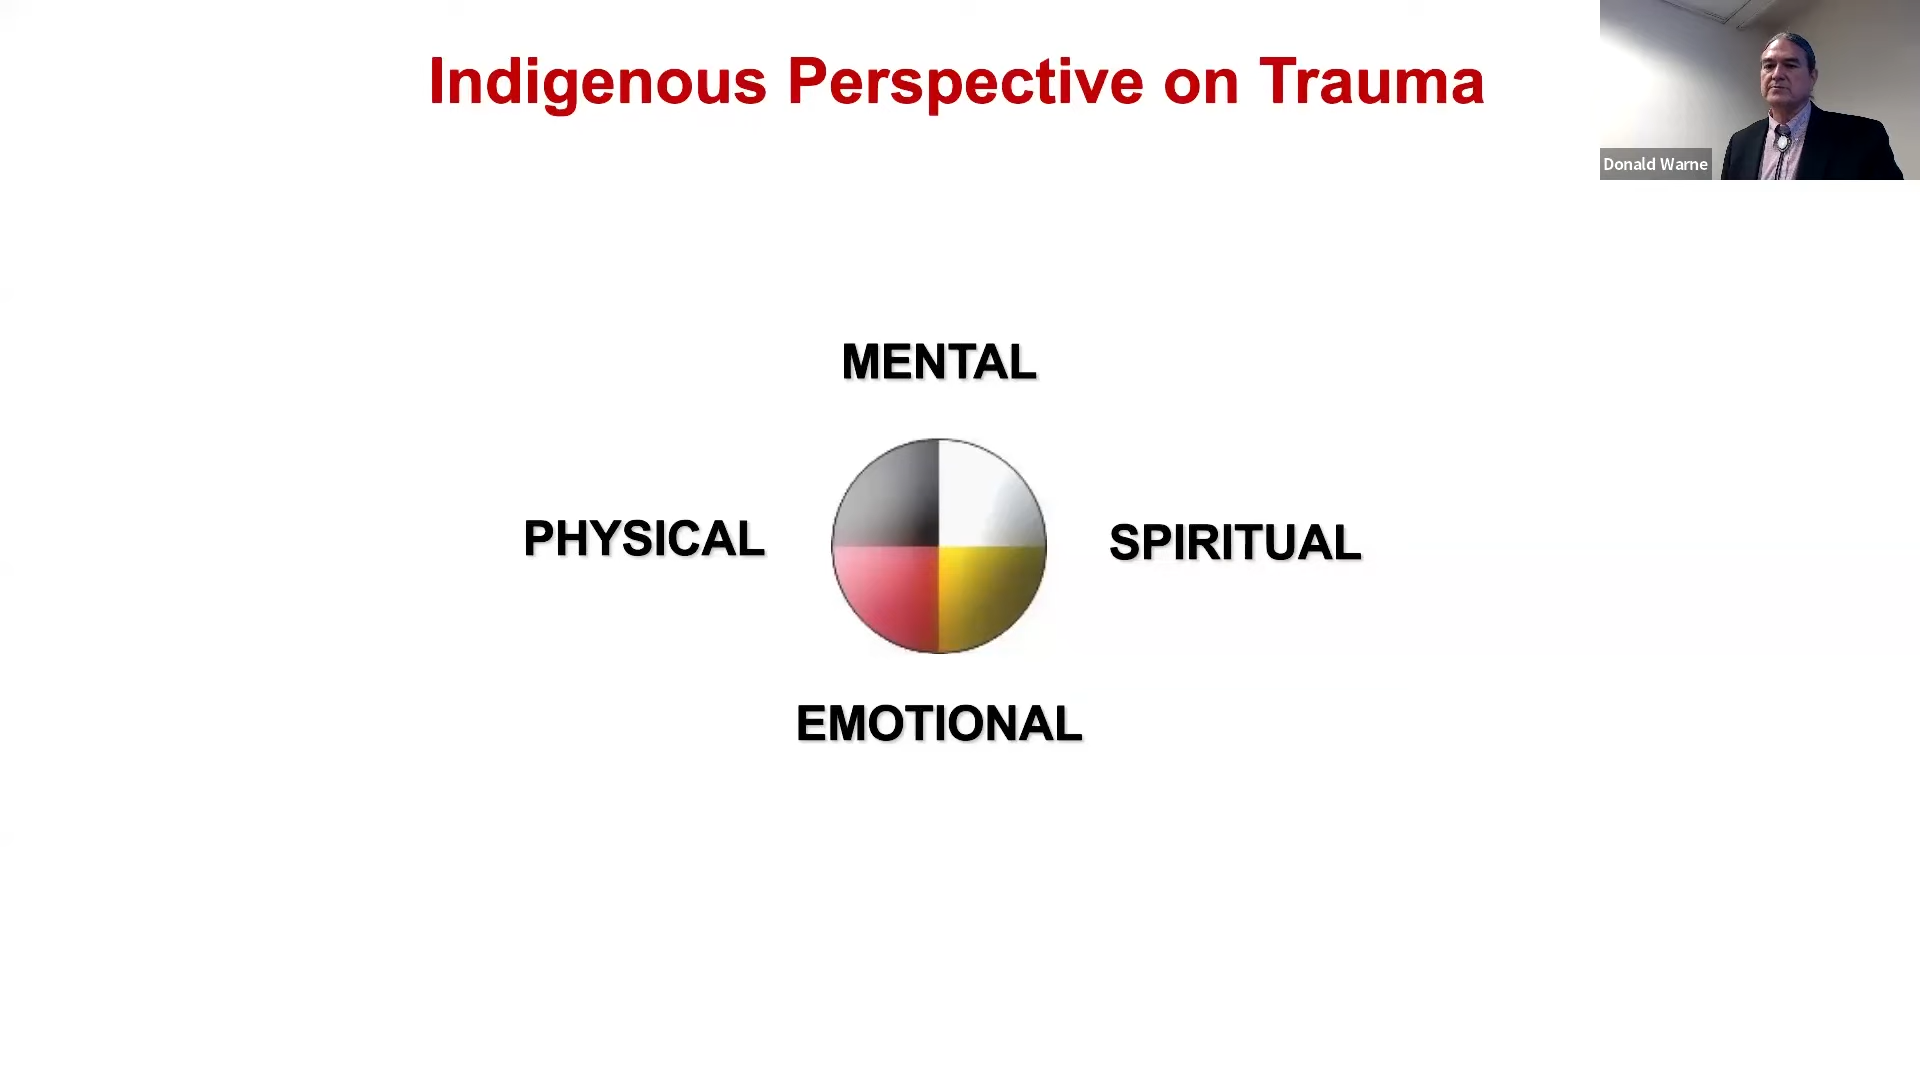 Indigenous Perspective on Trauma
Donald Warne
MENTAL
PHYSICAL
SPIRITUAL
EMOTIONAL